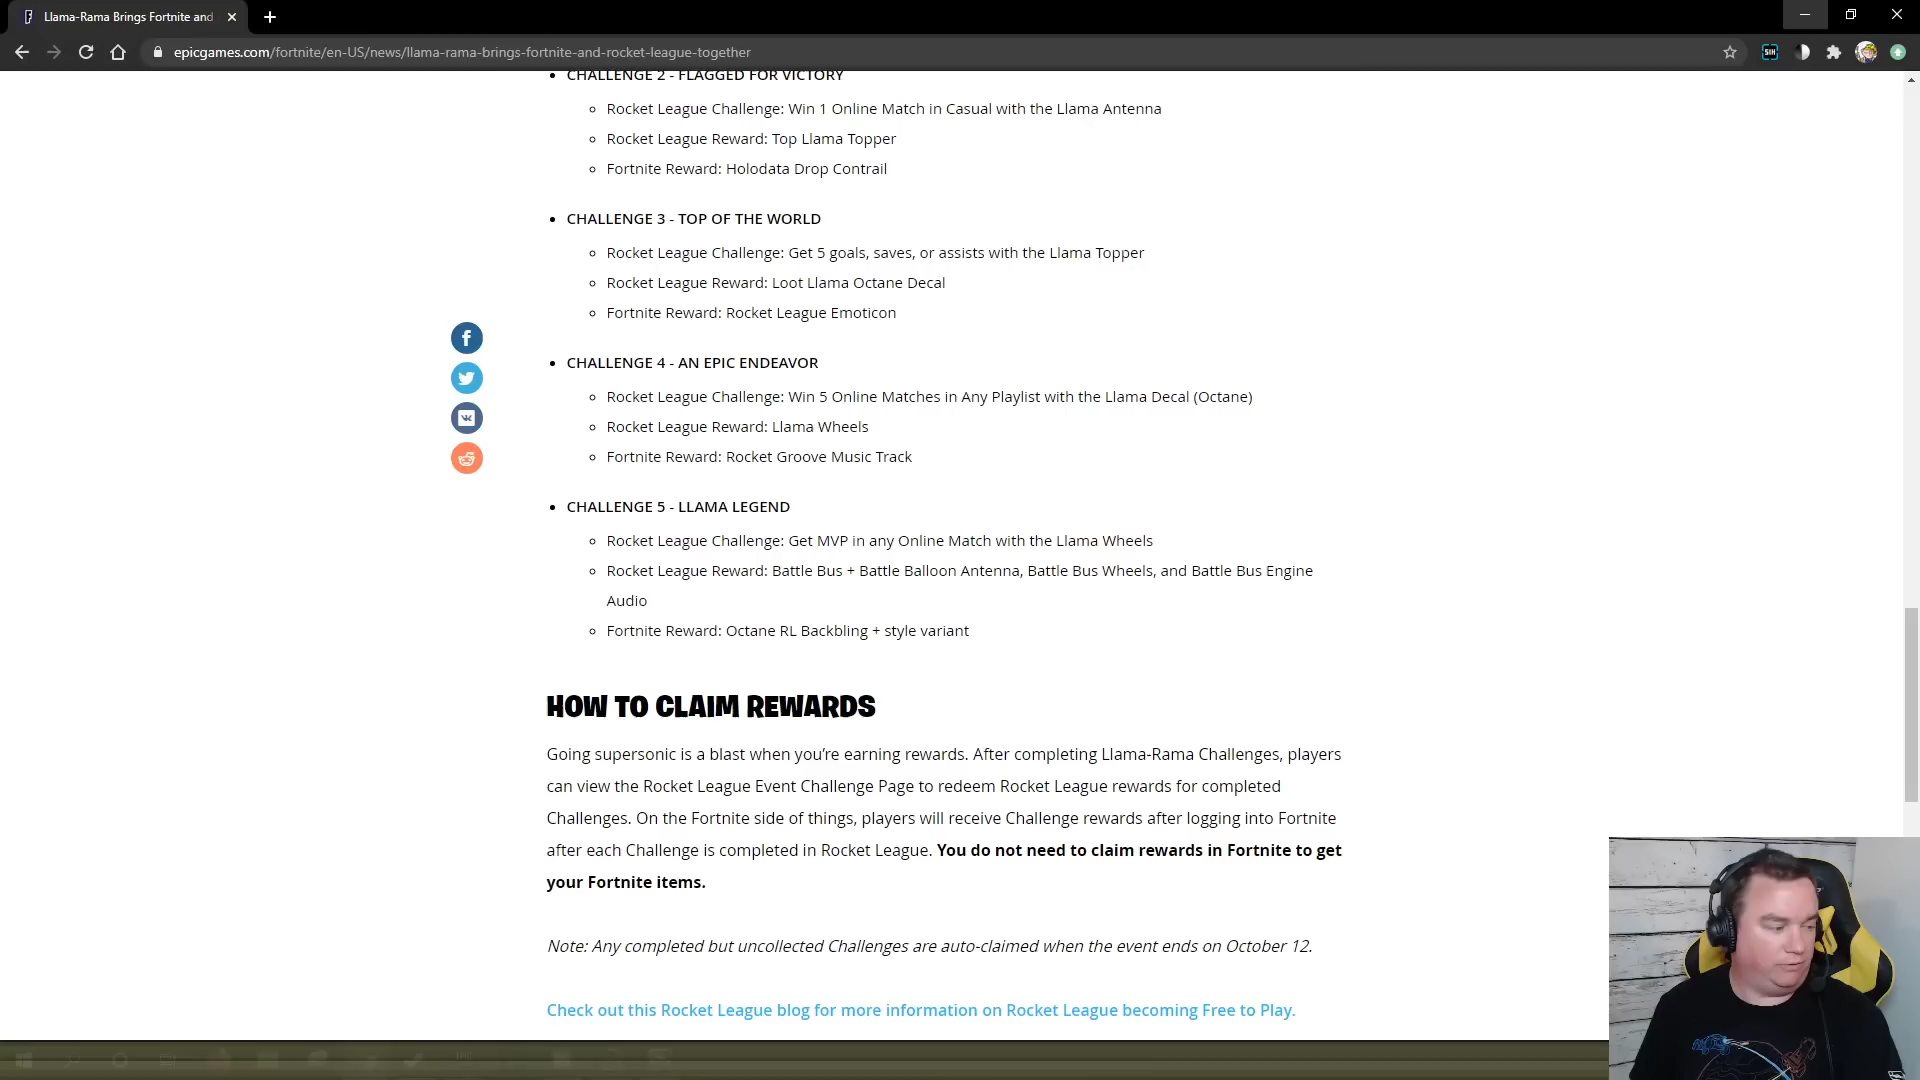 Llama-Rama Brings Fortnite and
epicgames.com/fortnite/en-US/news/llama-rama-brings-fortnite-and-rocket-league-together
CHALLENGE 2 - FLAGGED FOR VICTORY
Rocket League Challenge: Win 1 Online Match in Casual with the Llama Antenna
Rocket League Reward: Top Llama Topper
Fortnite Reward: Holodata Drop Contrail
CHALLENGE 3 - TOP OF THE WORLD
Rocket League Challenge: Get 5 goals, saves, or assists with the Llama Topper
Rocket League Reward: Loot Llama Octane Decal
Fortnite Reward: Rocket League Emoticon
CHALLENGE 4 - AN EPIC ENDEAVOR
Rocket League Challenge: Win 5 Online Matches in Any Playlist with the Llama Decal (Octane)
Rocket League Reward: Llama Wheels
Fortnite Reward: Rocket Groove Music Track
CHALLENGE 5 - LLAMA LEGEND
Rocket League Challenge: Get MVP in any Online Match with the Llama Wheels
Rocket League Reward: Battle Bus + Battle Balloon Antenna, Battle Bus Wheels, and Battle Bus Engine
Audio
Fortnite Reward: Octane RL Backbling + style variant
HOW TO CLAIM REWARDS
Going supersonic is a blast when you’re earning rewards. After completing Llama-Rama Challenges, players
can view the Rocket League Event Challenge Page to redeem Rocket League rewards for completed
Challenges. On the Fortnite side of things, players will receive Challenge rewards after logging into Fortnite
after each Challenge is completed in Rocket League. You do not need to claim rewards in Fortnite to get
your Fortnite items.
Note: Any completed but uncollected Challenges are auto-claimed when the event ends on October 12.
Check out this Rocket League blog for more information on Rocket League becoming Free to Play.